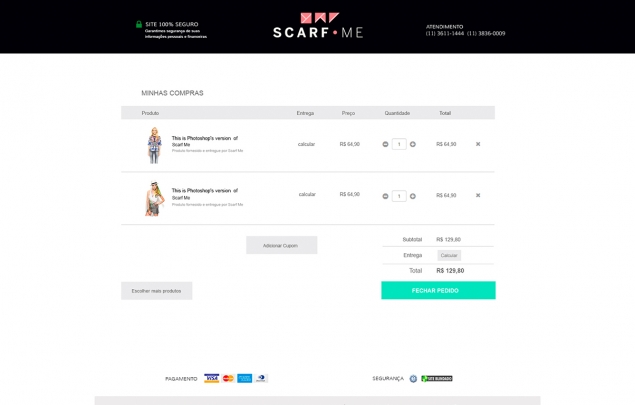 SITE 100% SEGURO
Garantimos segurança de suas
informações pessoais e financeiras
SCARF • ME
ATENDIMENTO
(11) 3611-1444 (11) 3836-0009
MINHAS COMPRAS
Produto Entrega Preço Quantidade Totall
This is Photoshop's version of
Scarf Me
Produto fornecido e entregue por Scarf Me
calcular R$ 64,90 1 R$ 64,90
This is Photoshop's version of
Scarf Me
Produto fornecido e entregue por Scarf Me
calcular R$ 64,90 1 R$ 64,90
Adicionar Cupom
Subtotal R$ 129,80
Entrega Calcular
Total R$ 129,80
Escolher mais produtos
FECHAR PEDIDO
PAGAMENTO VISA
SEGURANÇA SITE BLINDADO